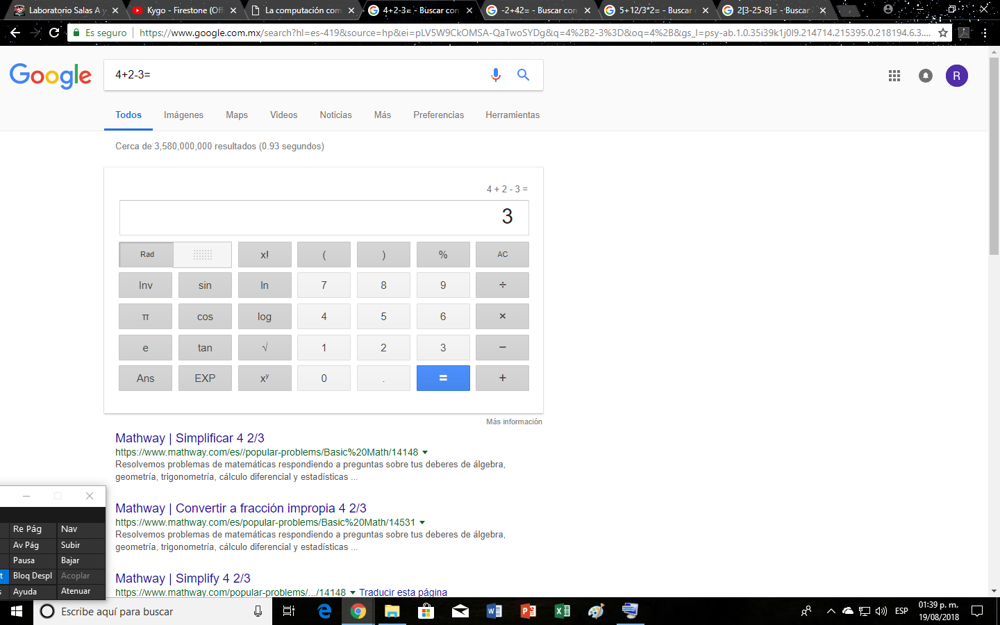 Laboratorio Salas A y
Kygo - Firestone (Ofi
La computación com
4+2-3= - Buscar con
-2+42= - Buscar con
5+12/3*2= - Buscar
2[3-25-8]= - Buscar
Es seguro
https://www.google.com.mx/search?hl=es-419&source=hp&ei=pLV5W9CkOMSA-QaTwoSYDg&q=4%2B2-3%3D&oq=4%2B&gs_l=psy-ab.1.0.35i39k1j0l9.214714.215395.0.218194.6.3....
Google
4+2-3=
R
Todos Imágenes Maps Videos Noticias Más Preferencias Herramientas
Cerca de 3,580,000,000 resultados (0.93 segundos)
4 + 2 - 3 =
3
Rad x! ( ) % AC
Inv sin ln 7 8 9 ÷
π cos log 4 5 6 ×
e tan √ 1 2 3 −
Ans EXP xʸ 0 . = +
Más información
Mathway | Simplificar 4 2/3
https://www.mathway.com/es//popular-problems/Basic%20Math/14148
Resolvemos problemas de matemáticas respondiendo a preguntas sobre tus deberes de álgebra,
geometría, trigonometría, cálculo diferencial y estadísticas ...
Mathway | Convertir a fracción impropia 4 2/3
https://www.mathway.com/es/popular-problems/Basic%20Math/14531
Resolvemos problemas de matemáticas respondiendo a preguntas sobre tus deberes de álgebra,
geometría, trigonometría, cálculo diferencial y estadísticas ...
Mathway | Simplify 4 2/3
https://www.mathway.com/popular-problems/.../14148 Traducir esta página
Re Pág Nav
Av Pág Subir
Pausa Bajar
t Bloq Despl Acoplar
s Ayuda Atenuar
Escribe aquí para buscar
ESP
01:39 p. m.
19/08/2018